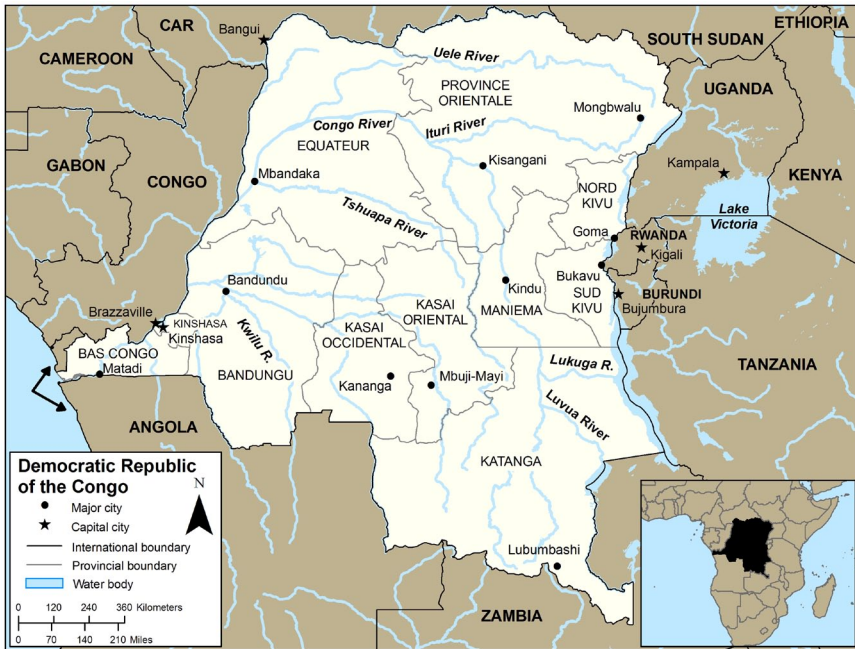 CAR
Bangui
CAMEROON
SOUTH SUDAN
ETHIOPIA
Uele River
PROVINCE
ORIENTALE
UGANDA
Mongbwalu
Congo River
Ituri River
EQUATEUR
GABON
CONGO
Kisangani
Kampala
KENYA
Mbandaka
NORD
KIVU
Tshuapa River
Lake
Victoria
Goma
RWANDA
Kigali
Bandundu
Bukavu
Kindu
KASAI
ORIENTAL
MANIEMA
SUD
KIVU
BURUNDI
Bujumbura
Brazzaville
KINSHASA
Kinshasa
Kwilu R.
KASAI
OCCIDENTAL
BAS CONGO
Matadi
BANDUNGU
Kananga
Mbuji-Mayi
Lukuga R.
TANZANIA
Luvua River
ANGOLA
KATANGA
Lubumbashi
ZAMBIA
Democratic Republic
of the Congo
N
Major city
Capital city
International boundary
Provincial boundary
Water body
0 120 240 360 Kilometers
0 70 140 210 Miles